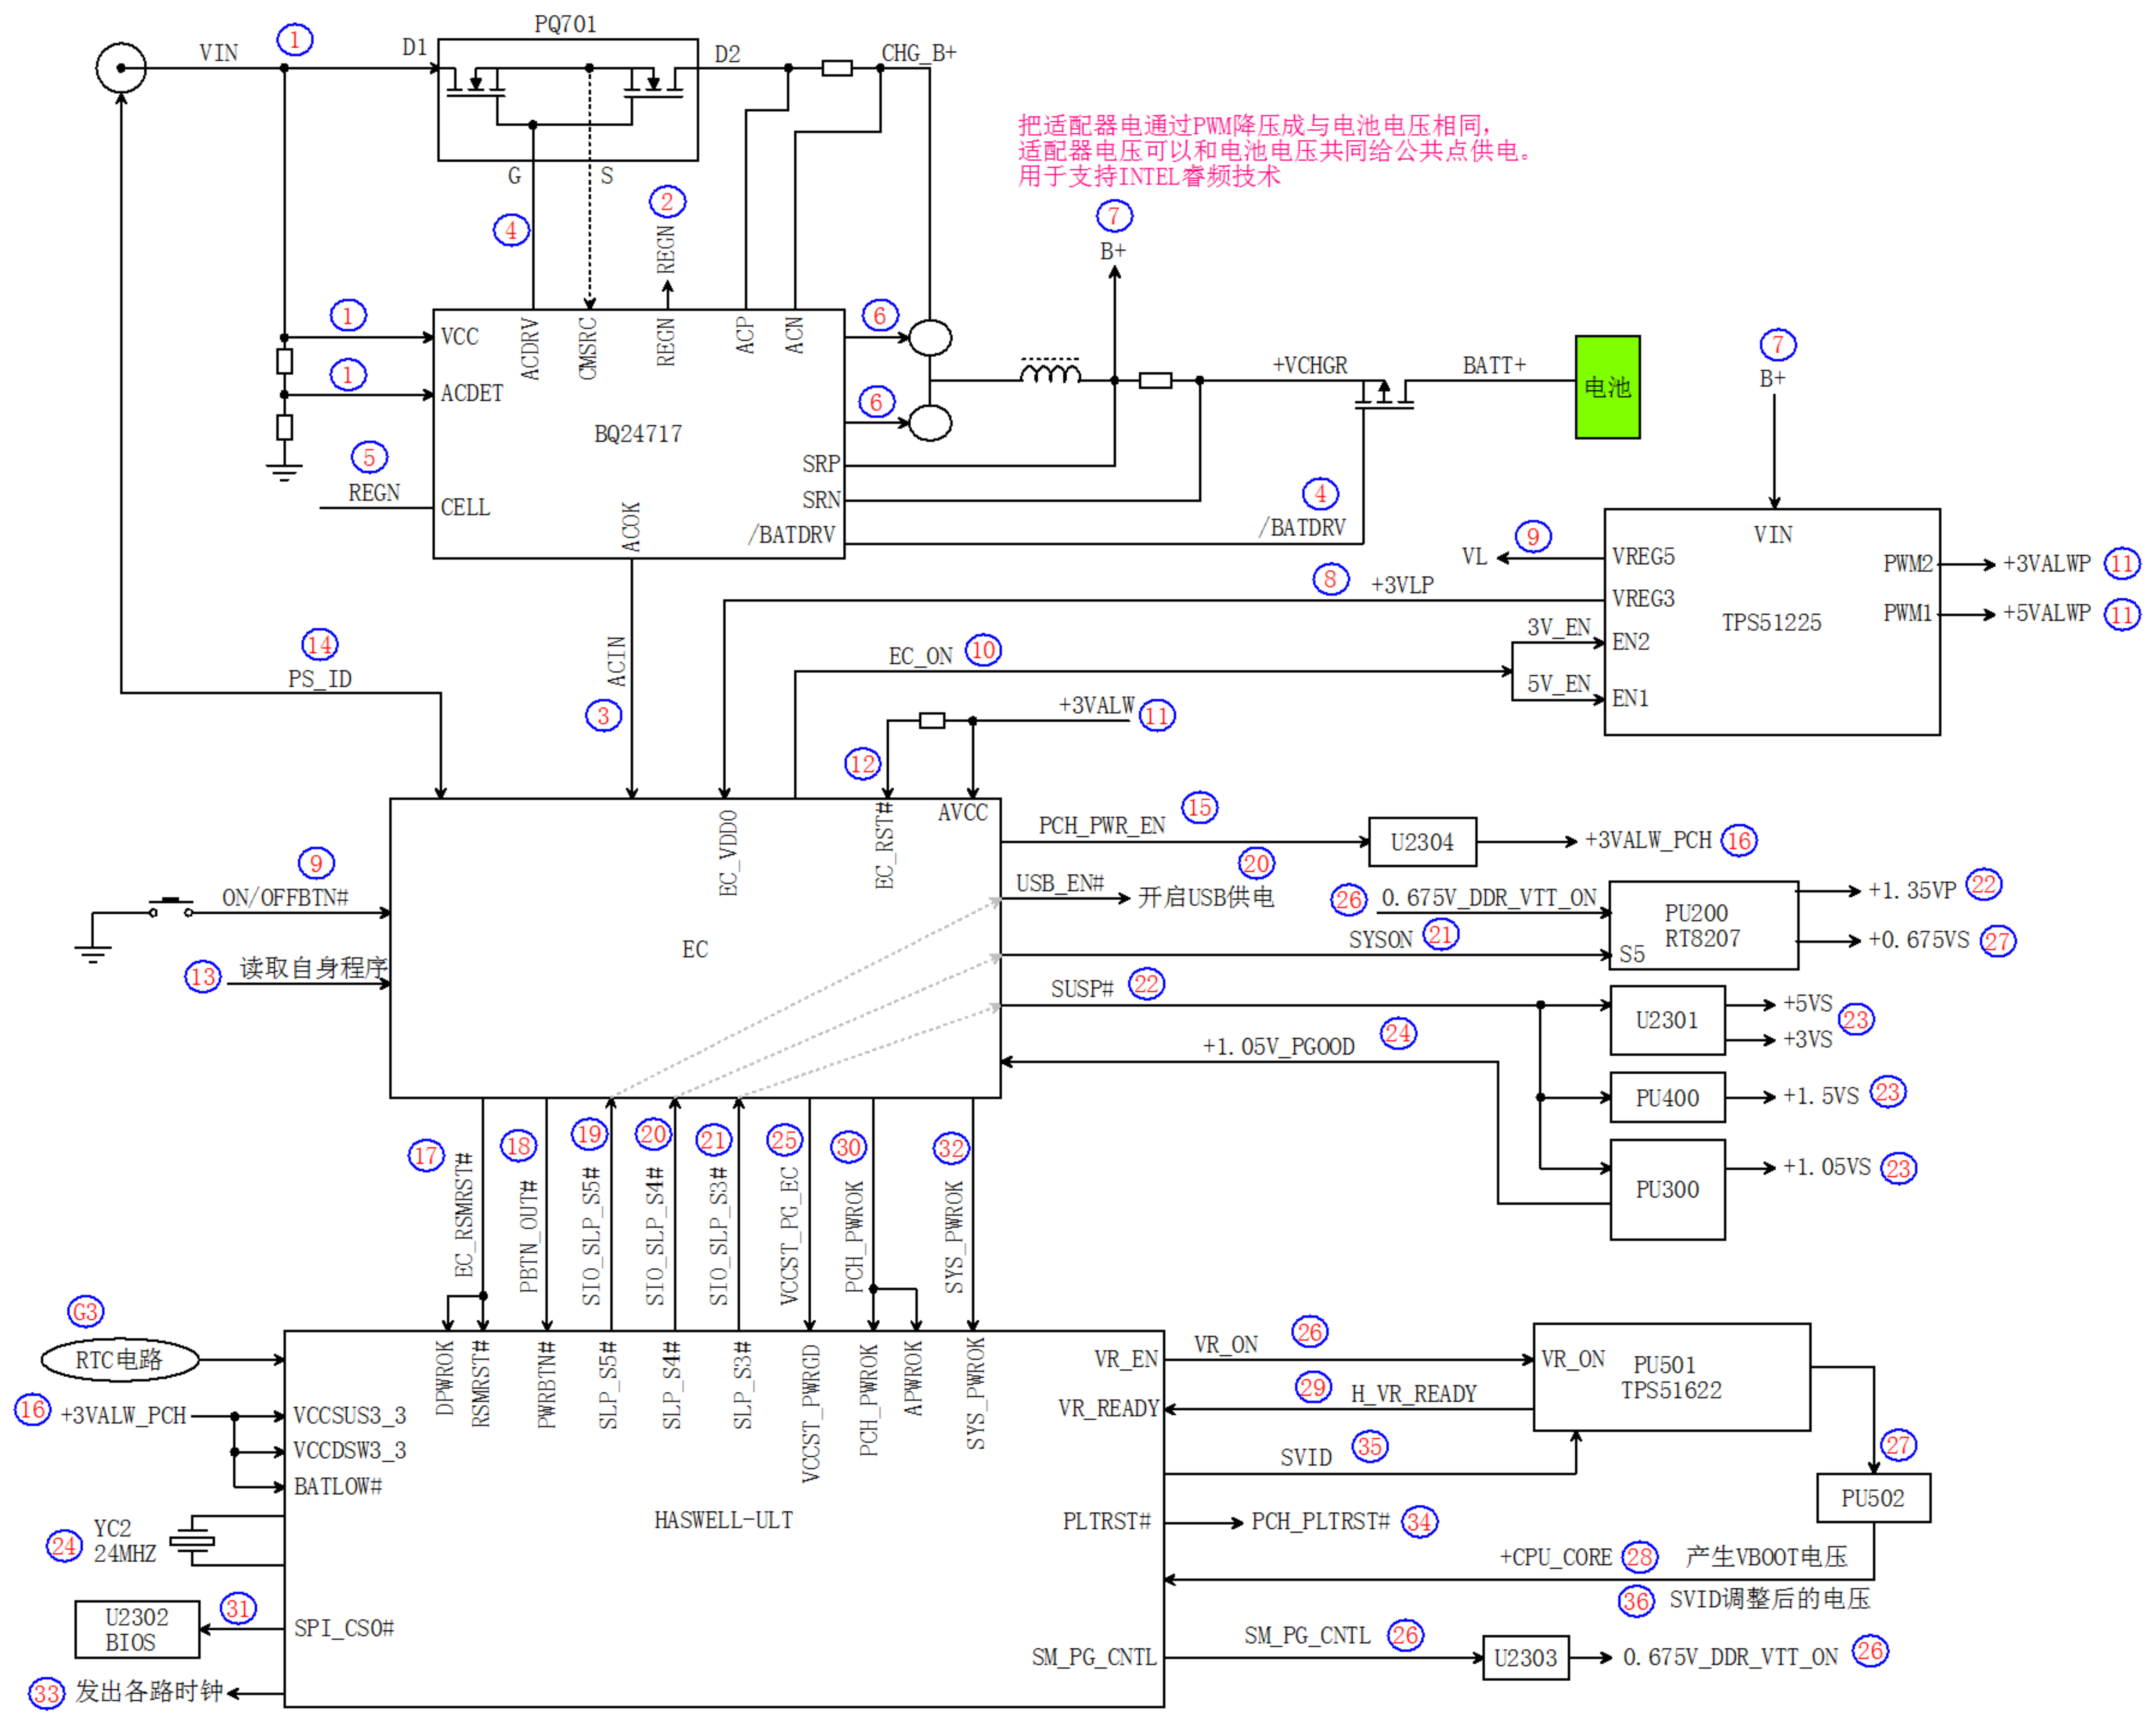 PQ701
VIN
①
D1
D2
CHG_B+
G
S
④
②
REGN
把适配器电通过PWM降压成与电池电压相同,
适配器电压可以和电池电压共同给公共点供电。
用于支持INTEL睿频技术
⑦
B+
①
VCC
①
ACDET
⑤
REGN
CELL
ACDRV
CMSRC
REGN
ACP
ACN
BQ24717
ACOK
SRP
SRN
/BATDRV
⑥
⑥
+VCHGR
BATT+
电池
④
/BATDRV
⑦
B+
VIN
⑨
VL
VREG5
⑧
+3VLP
VREG3
TPS51225
3V_EN
EN2
5V_EN
EN1
PWM2
+3VALWP ⑪
PWM1
+5VALWP ⑪
⑭
PS_ID
ACIN
③
EC_ON ⑩
+3VALW ⑪
⑫
EC_VDD0
EC_RST#
AVCC
EC
⑨
ON/OFFBTN#
⑬ 读取自身程序
PCH_PWR_EN ⑮
U2304
+3VALW_PCH ⑯
USB_EN# ⑳
开启USB供电
㉖ 0.675V_DDR_VTT_ON
SYSON ㉑
PU200
RT8207
S5
+1.35VP ㉒
+0.675VS ㉗
SUSP# ㉒
U2301
+5VS
+3VS
㉓
+1.05V_PGOOD ㉔
PU400
+1.5VS ㉓
PU300
+1.05VS ㉓
⑰
EC_RSMRST#
⑱
PBTN_OUT#
⑲
SIO_SLP_S5#
⑳
SIO_SLP_S4#
㉑
SIO_SLP_S3#
㉕
VCCST_PG_EC
㉚
PCH_PWROK
㉜
SYS_PWROK
G3
RTC电路
⑯ +3VALW_PCH
VCCSUS3_3
VCCDSW3_3
BATLOW#
㉔
YC2
24MHZ
U2302
BIOS
㉛
SPI_CS0#
㉝ 发出各路时钟
DPWROK
RSMRST#
PWRBTN#
SLP_S5#
SLP_S4#
SLP_S3#
VCCST_PWRGD
PCH_PWROK
APWROK
SYS_PWROK
HASWELL-ULT
VR_EN
VR_ON ㉖
VR_ON
PU501
TPS51622
VR_READY
㉙ H_VR_READY
SVID ㉟
㉗
PU502
PLTRST#
PCH_PLTRST# ㉞
+CPU_CORE ㉘ 产生VBOOT电压
㊱ SVID调整后的电压
SM_PG_CNTL
SM_PG_CNTL ㉖
U2303
0.675V_DDR_VTT_ON ㉖